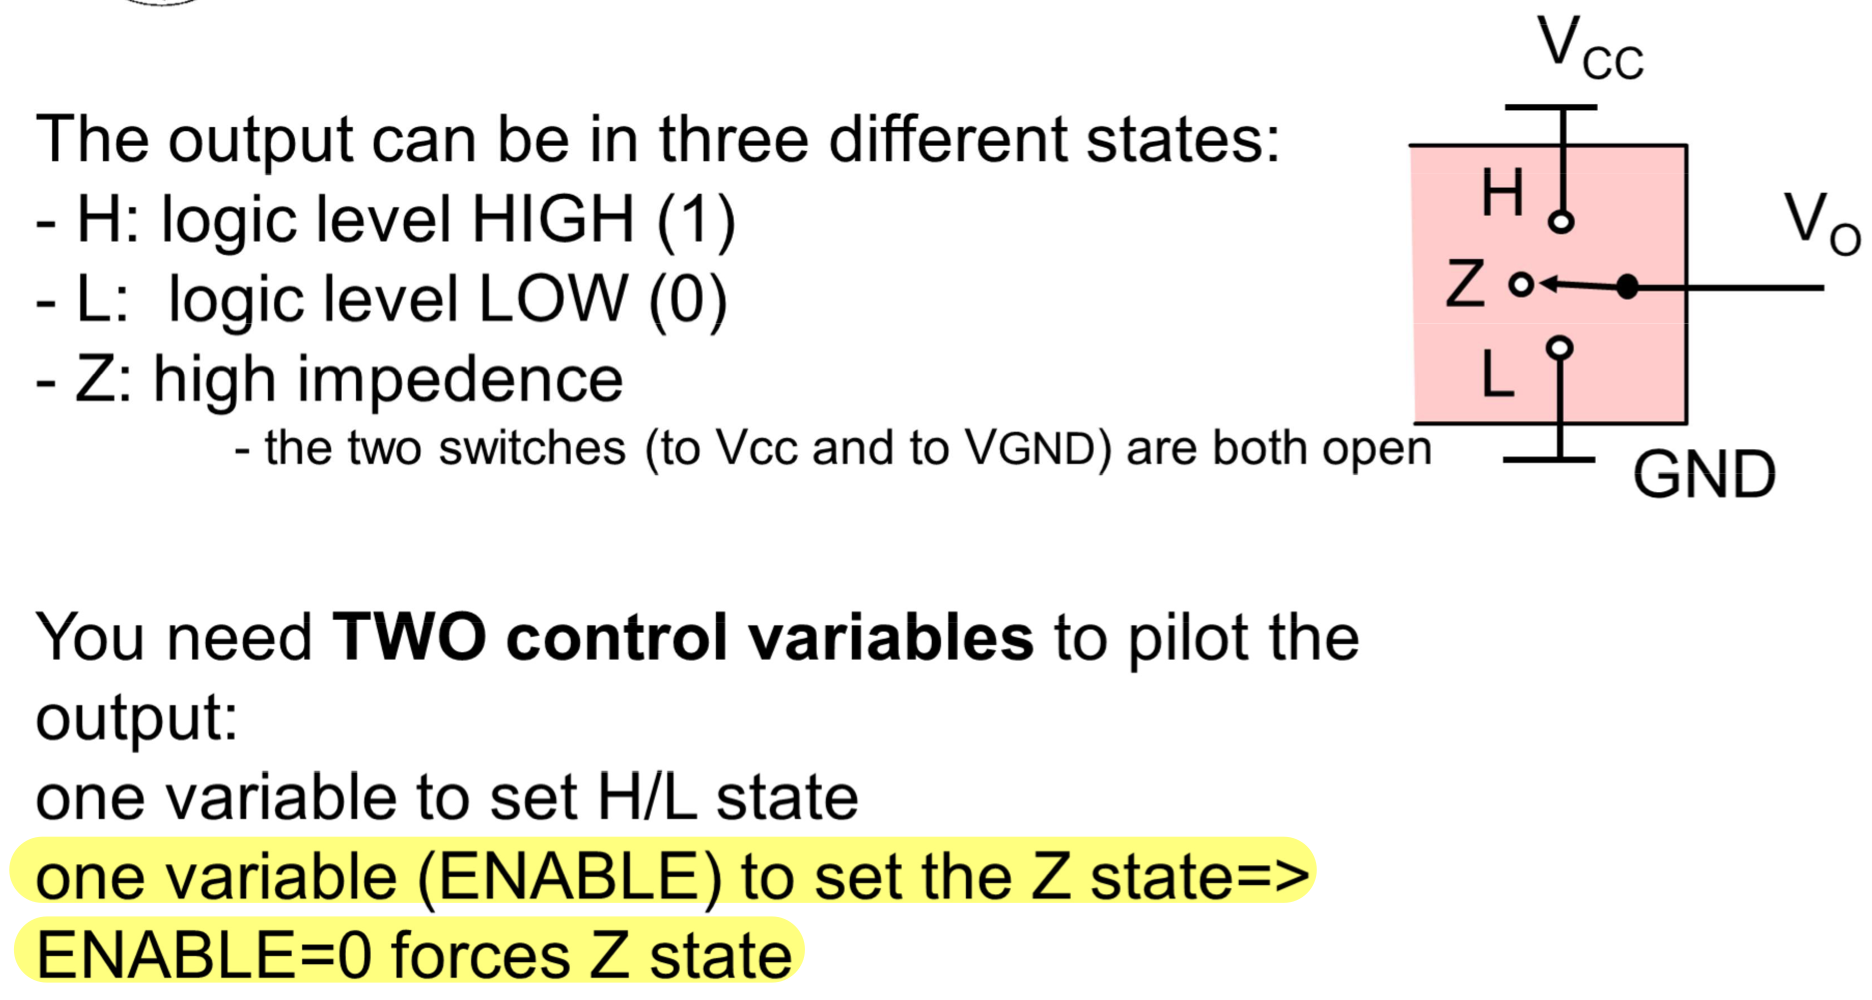 V_CC
The output can be in three different states:
- H: logic level HIGH (1)
- L: logic level LOW (0)
- Z: high impedence
- the two switches (to Vcc and to VGND) are both open
H
Z
L
V_O
GND
You need TWO control variables to pilot the
output:
one variable to set H/L state
one variable (ENABLE) to set the Z state=>
ENABLE=0 forces Z state